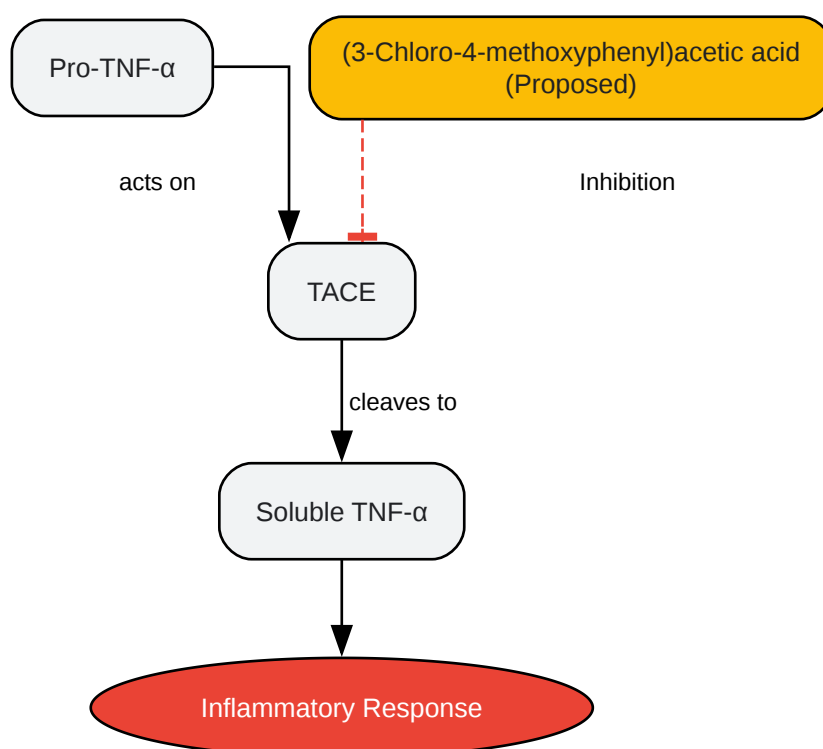 Pro-TNF-α
(3-Chloro-4-methoxyphenyl)acetic acid
(Proposed)
acts on
Inhibition
TACE
cleaves to
Soluble TNF-α
Inflammatory Response